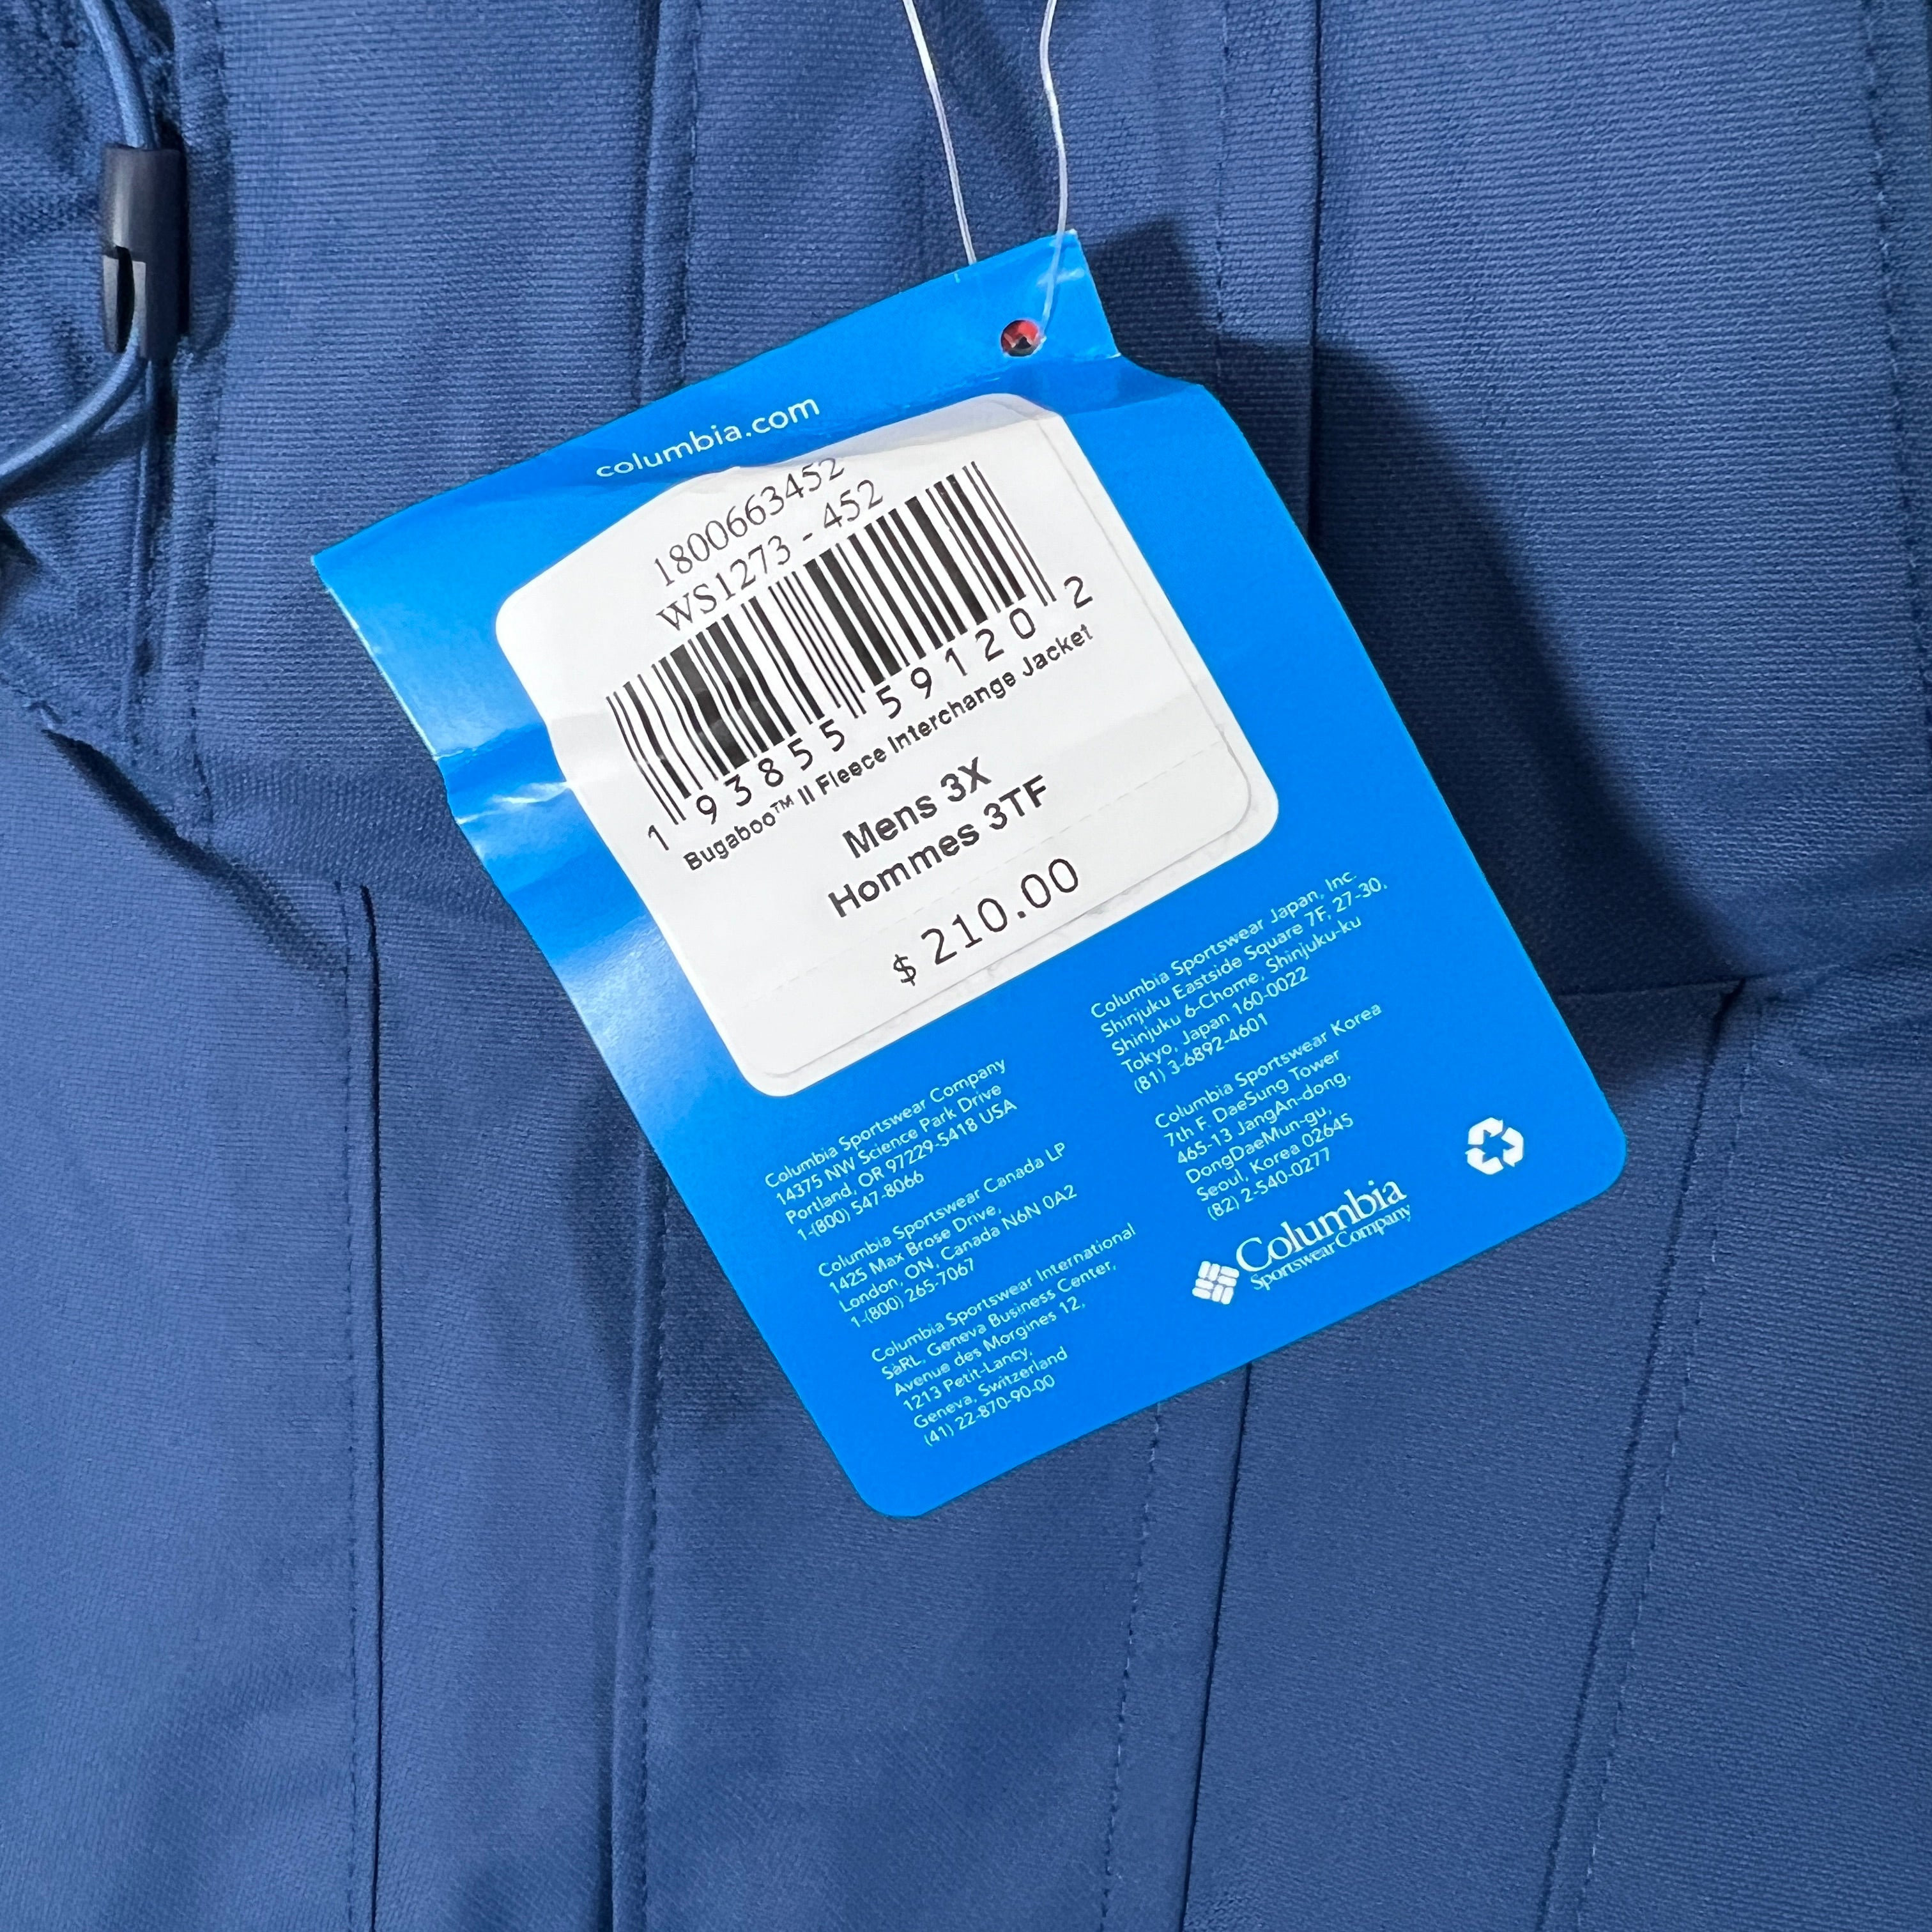 columbia.com
1800663452
WS1273 - 452
1 93855 59120 2
Bugaboo™ II Fleece Interchange Jacket
Mens 3X
Hommes 3TF
$ 210.00
Columbia Sportswear Company
14375 NW Science Park Drive
Portland, OR 97229-5418 USA
1-(800) 547-8066
Columbia Sportswear Canada LP
1425 Max Brose Drive,
London, ON, Canada N6N 0A2
1-(800) 265-7067
Columbia Sportswear International
SàRL, Geneva Business Center,
Avenue des Morgines 12,
1213 Petit-Lancy,
Geneva, Switzerland
(41) 22-870-90-00
Columbia Sportswear Japan, Inc.
Shinjuku Eastside Square 7F, 27-30,
Shinjuku 6-Chome, Shinjuku-ku
Tokyo, Japan 160-0022
(81) 3-6892-4601
Columbia Sportswear Korea
7th F. DaeSung Tower
465-13 JangAn-dong,
DongDaeMun-gu,
Seoul, Korea 02645
(82) 2-540-0277
Columbia
Sportswear Company